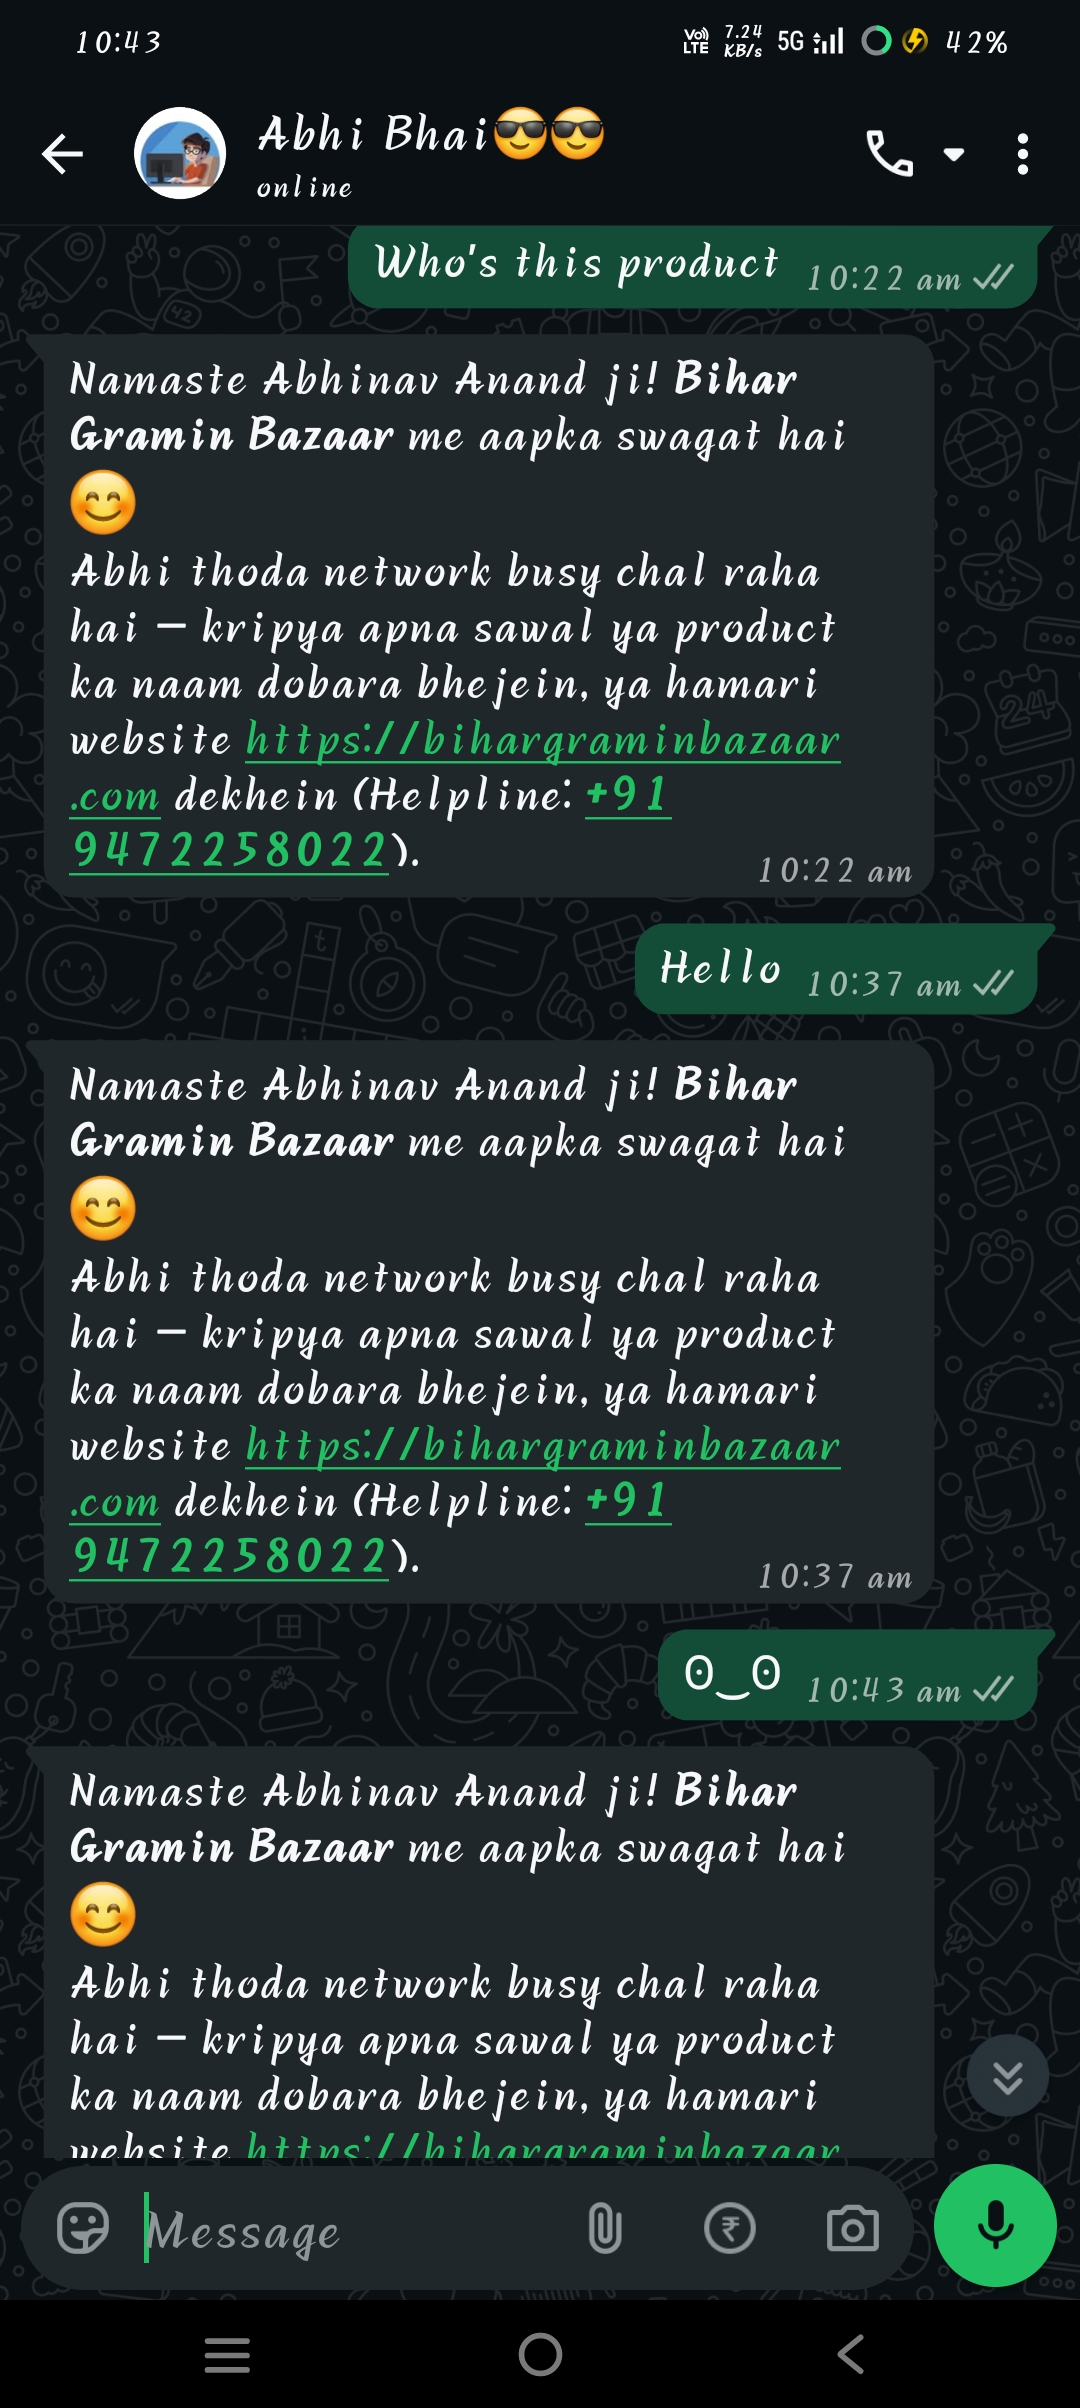 10:43
Vo) LTE 7.24 KB/s 5G 42%
Abhi Bhai😎😎
online
Who's this product 10:22 am
Namaste Abhinav Anand ji! Bihar
Gramin Bazaar me aapka swagat hai
😊
Abhi thoda network busy chal raha
hai – kripya apna sawal ya product
ka naam dobara bhejein, ya hamari
website https://bihargraminbazaar
.com dekhein (Helpline: +91
9472258022).
10:22 am
Hello 10:37 am
Namaste Abhinav Anand ji! Bihar
Gramin Bazaar me aapka swagat hai
😊
Abhi thoda network busy chal raha
hai – kripya apna sawal ya product
ka naam dobara bhejein, ya hamari
website https://bihargraminbazaar
.com dekhein (Helpline: +91
9472258022).
10:37 am
ʘ‿ʘ 10:43 am
Namaste Abhinav Anand ji! Bihar
Gramin Bazaar me aapka swagat hai
😊
Abhi thoda network busy chal raha
hai – kripya apna sawal ya product
ka naam dobara bhejein, ya hamari
website https://bihargraminbazaar
Message